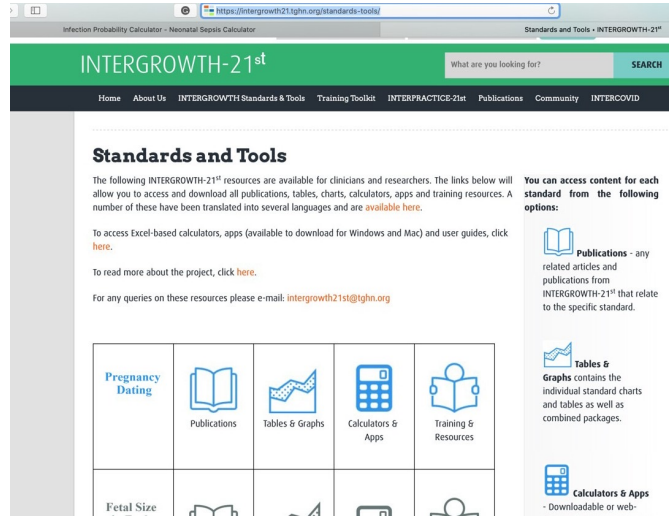 https://intergrowth21.tghn.org/standards-tools/
Infection Probability Calculator – Neonatal Sepsis Calculator
Standards and Tools • INTERGROWTH-21st
INTERGROWTH-21st
What are you looking for?
SEARCH
Home About Us INTERGROWTH Standards & Tools Training Toolkit INTERPRACTICE-21st Publications Community INTERCOVID
Standards and Tools
The following INTERGROWTH-21st resources are available for clinicians and researchers. The links below will
allow you to access and download all publications, tables, charts, calculators, apps and training resources. A
number of these have been translated into several languages and are available here.
To access Excel-based calculators, apps (available to download for Windows and Mac) and user guides, click
here.
To read more about the project, click here.
For any queries on these resources please e-mail: intergrowth21st@tghn.org
Pregnancy
Dating
Publications
Tables & Graphs
Calculators &
Apps
Training &
Resources
Fetal Size
You can access content for each
standard from the following
options:
Publications - any
related articles and
publications from
INTERGROWTH-21st that relate
to the specific standard.
Tables &
Graphs contains the
individual standard charts
and tables as well as
combined packages.
Calculators & Apps
- Downloadable or web-